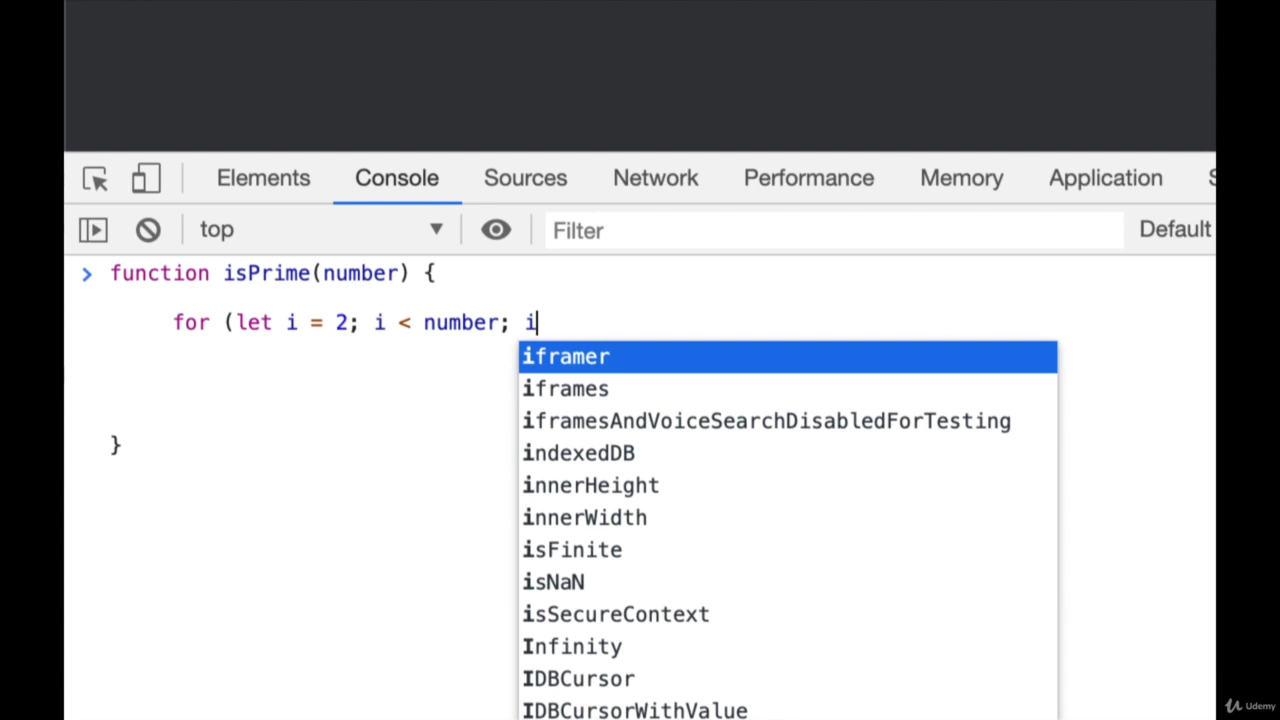 Elements Console Sources Network Performance Memory Application S
top ▼ Filter Default
> function isPrime(number) {
for (let i = 2; i < number; i
iframer
iframes
iframesAndVoiceSearchDisabledForTesting
indexedDB
}
innerHeight
innerWidth
isFinite
isNaN
isSecureContext
Infinity
IDBCursor
IDBCursorWithValue
Udemy